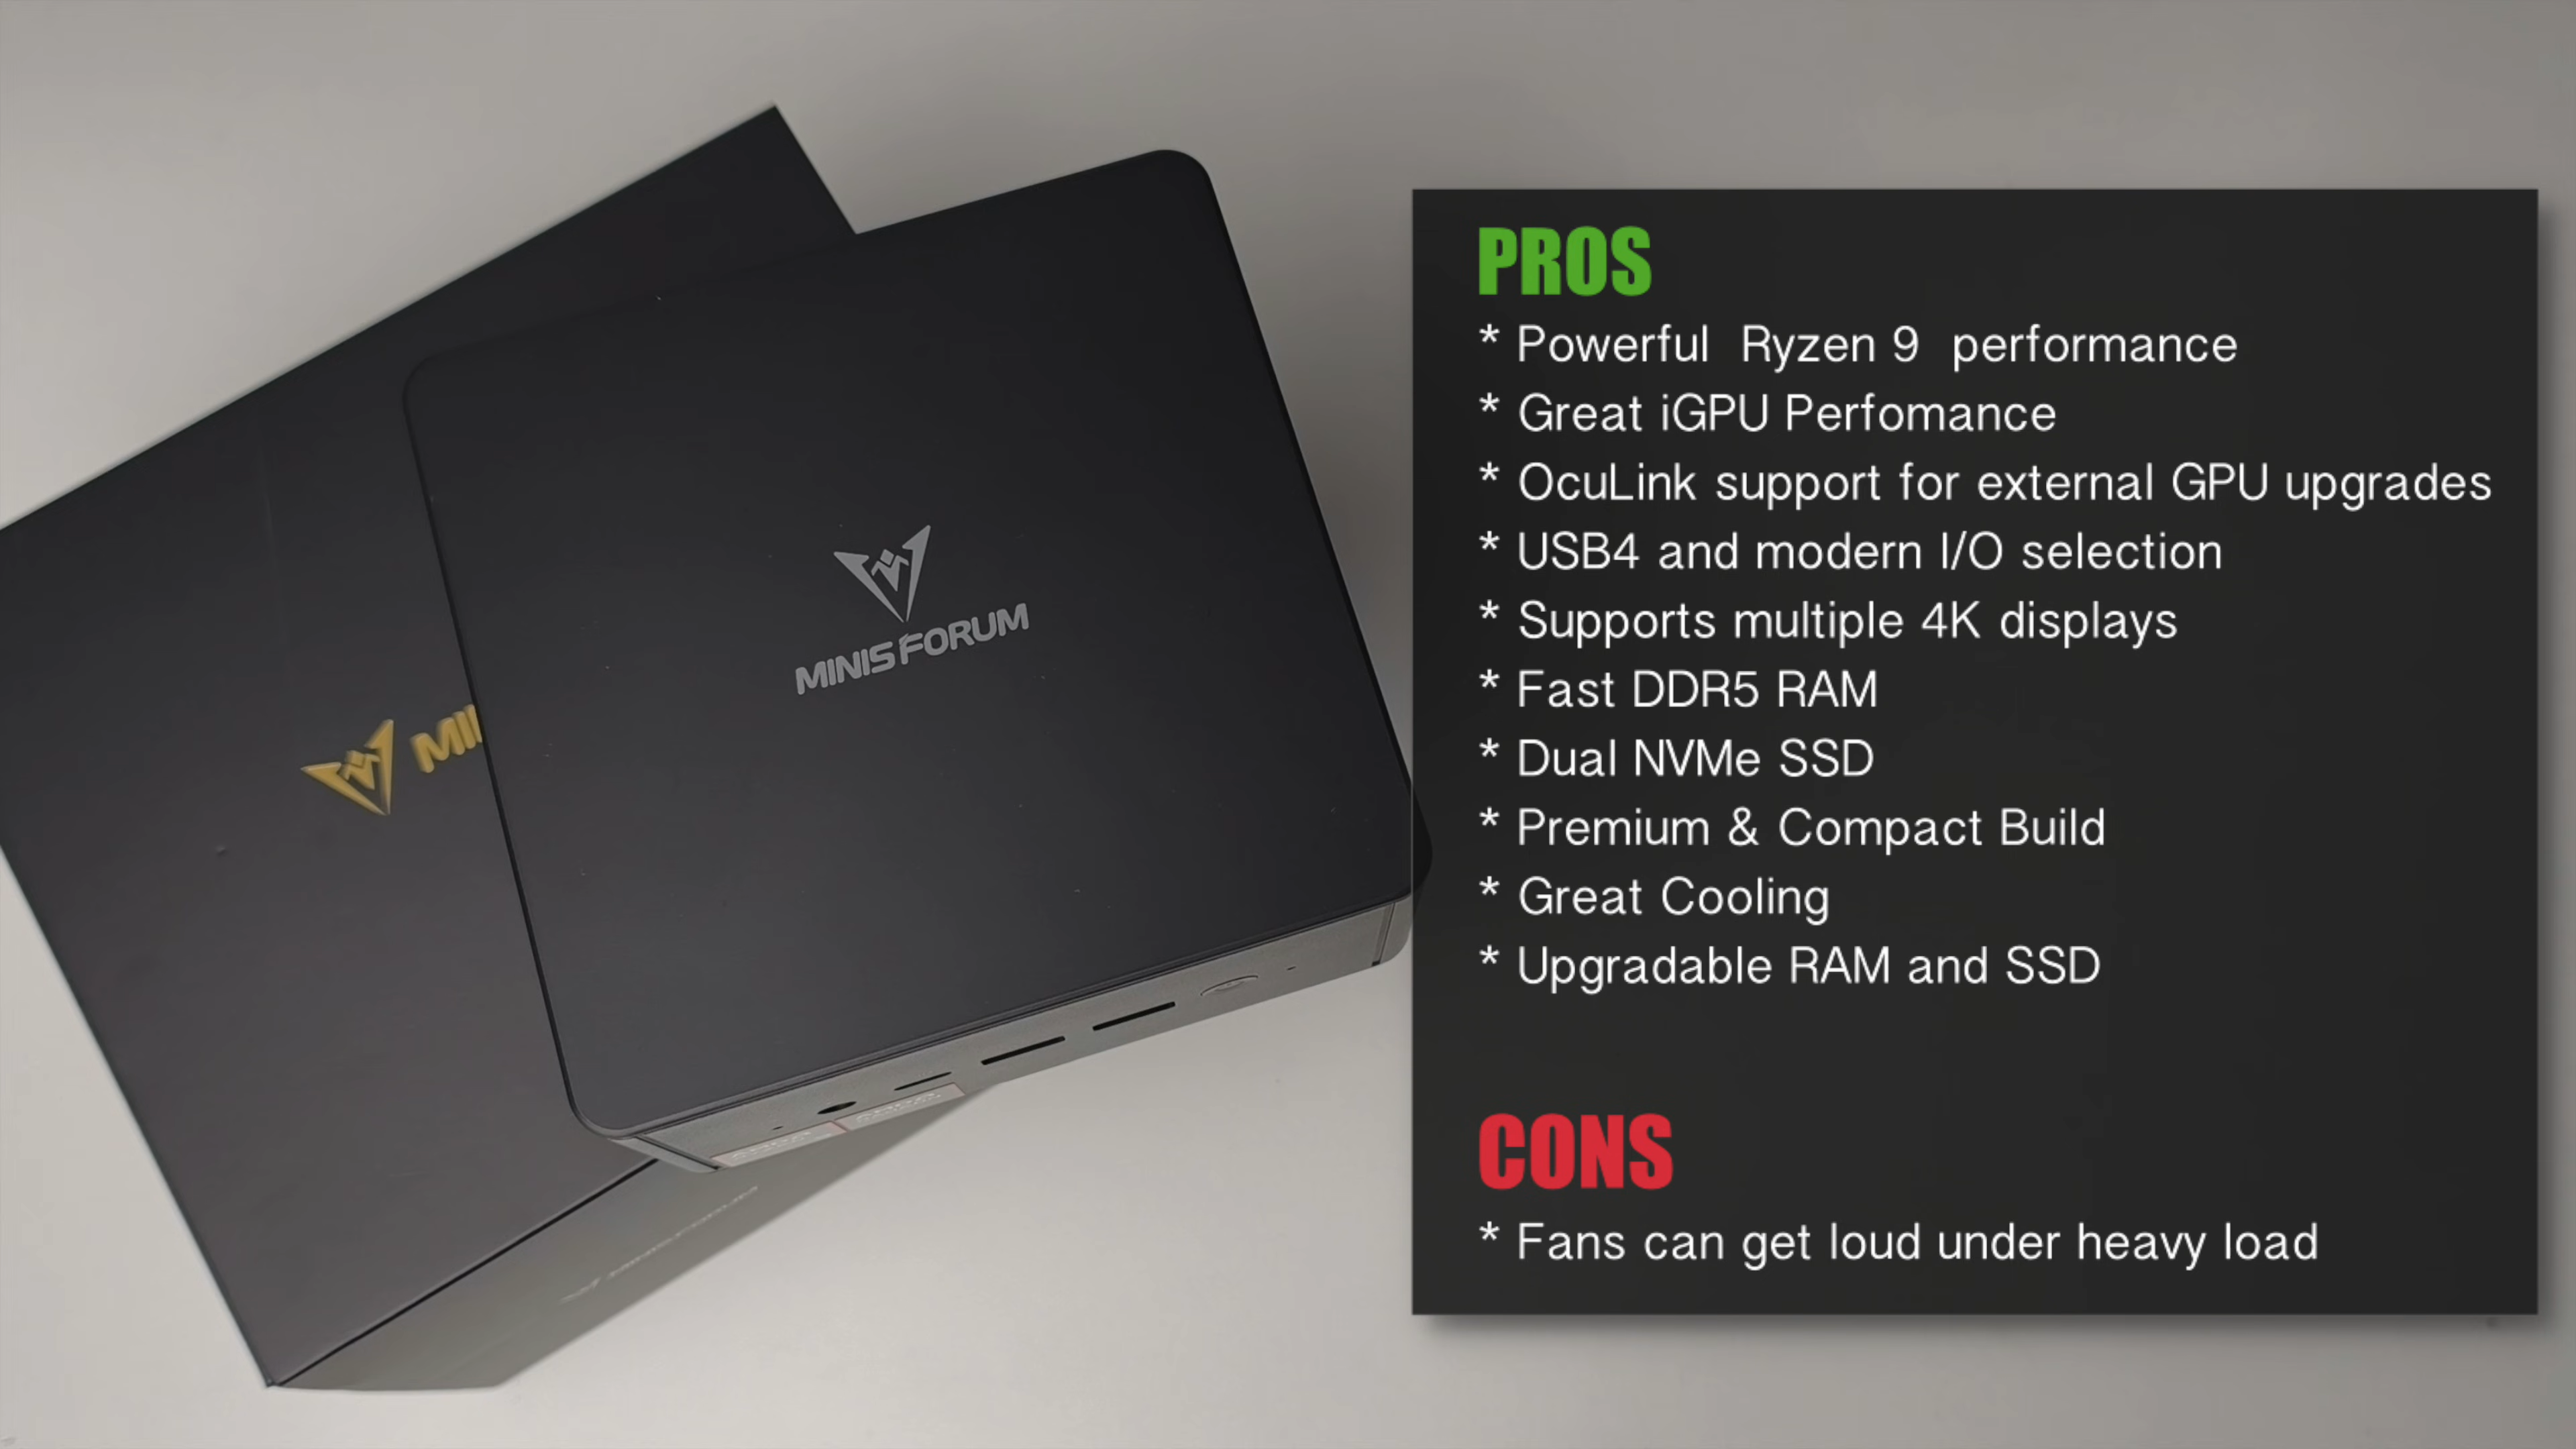 MINISFORUM
MI
PROS
* Powerful Ryzen 9 performance
* Great iGPU Perfomance
* OcuLink support for external GPU upgrades
* USB4 and modern I/O selection
* Supports multiple 4K displays
* Fast DDR5 RAM
* Dual NVMe SSD
* Premium & Compact Build
* Great Cooling
* Upgradable RAM and SSD
CONS
* Fans can get loud under heavy load